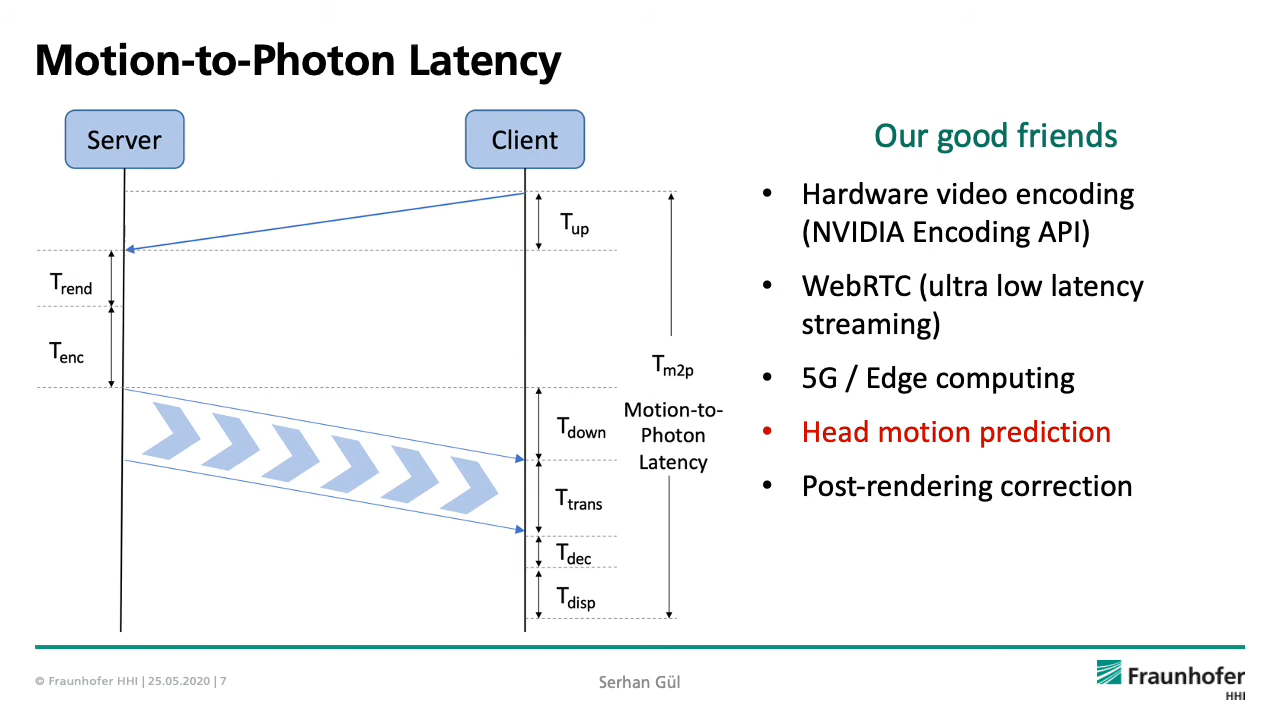 Motion-to-Photon Latency
Server
Client
T_up
T_rend
T_enc
T_down
T_trans
T_dec
T_disp
T_m2p
Motion-to-
Photon
Latency
Our good friends
• Hardware video encoding
(NVIDIA Encoding API)
• WebRTC (ultra low latency
streaming)
• 5G / Edge computing
• Head motion prediction
• Post-rendering correction
© Fraunhofer HHI | 25.05.2020 | 7
Serhan Gül
Fraunhofer
HHI